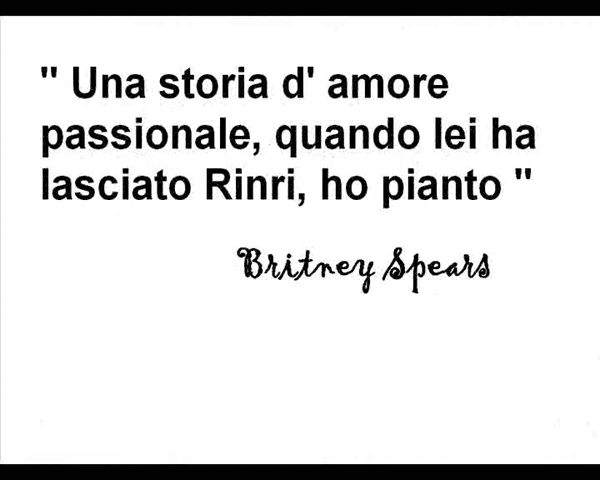 " Una storia d' amore
passionale, quando lei ha
lasciato Rinri, ho pianto "
Britney Spears